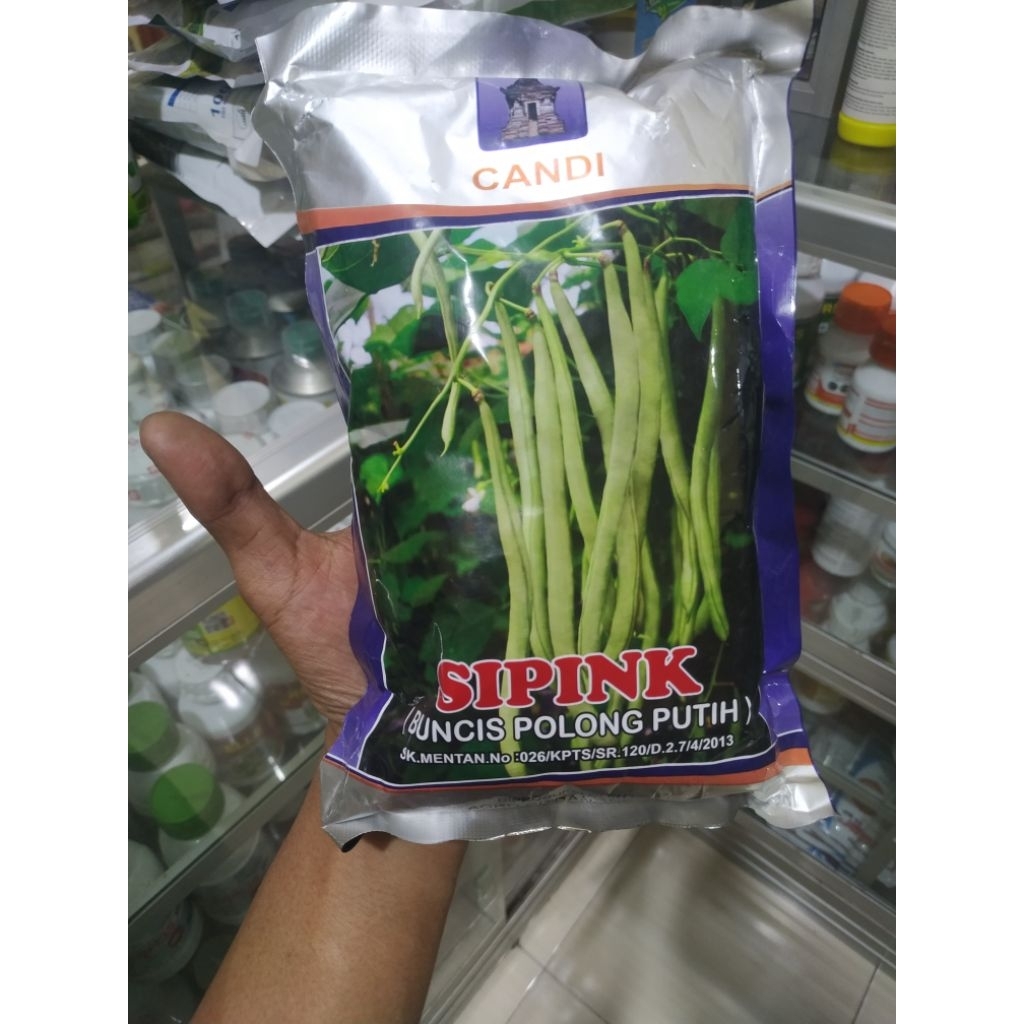 CANDI
SIPINK
( BUNCIS POLONG PUTIH )
SK.MENTAN.No :026/KPTS/SR.120/D.2.7/4/2013